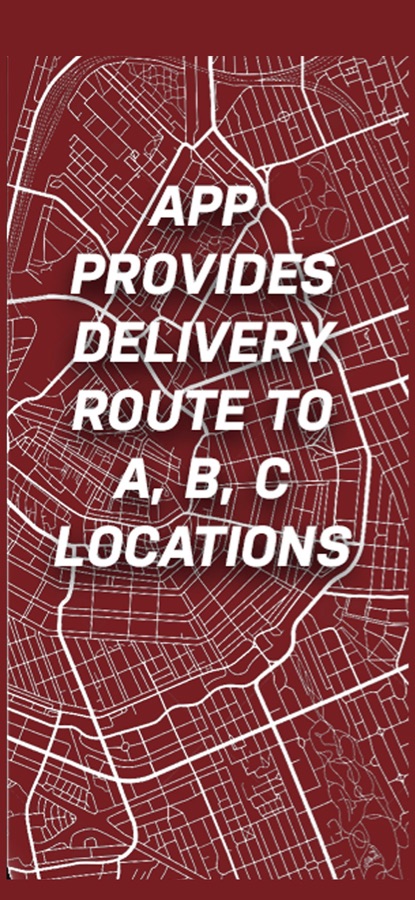 APP
PROVIDES
DELIVERY
ROUTE TO
A, B, C
LOCATIONS